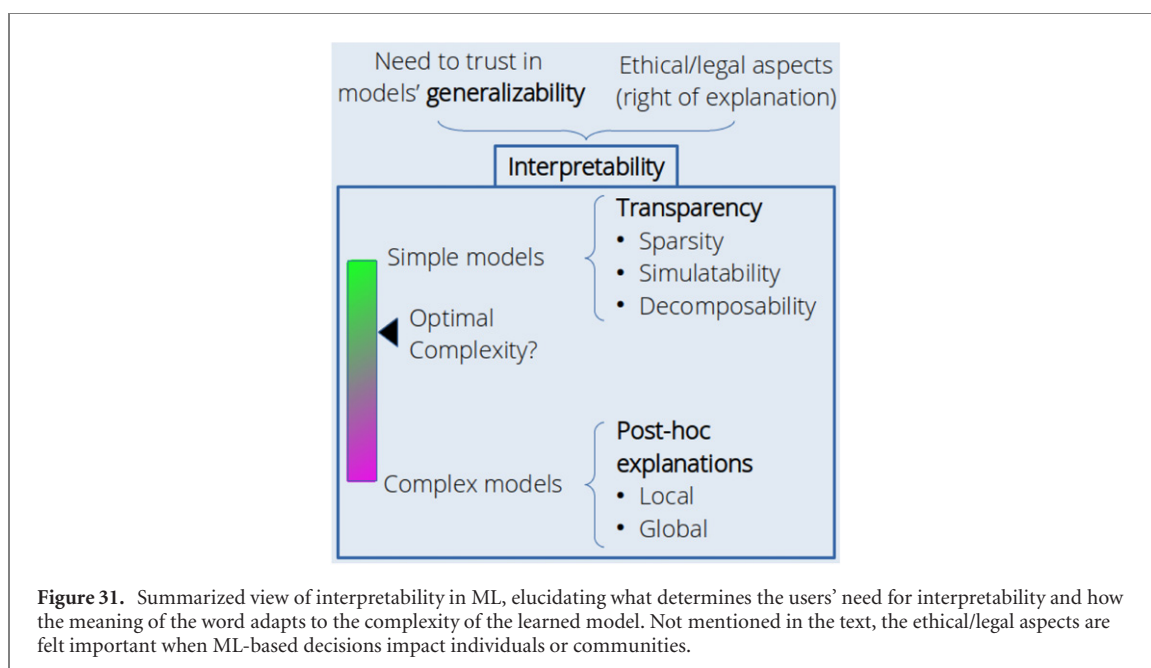 Need to trust in
models’ generalizability
Ethical/legal aspects
(right of explanation)
Interpretability
Transparency
• Sparsity
Simple models
• Simulatability
• Decomposability
Optimal
Complexity?
Post-hoc
explanations
Complex models
• Local
• Global
Figure 31. Summarized view of interpretability in ML, elucidating what determines the users’ need for interpretability and how
the meaning of the word adapts to the complexity of the learned model. Not mentioned in the text, the ethical/legal aspects are
felt important when ML-based decisions impact individuals or communities.